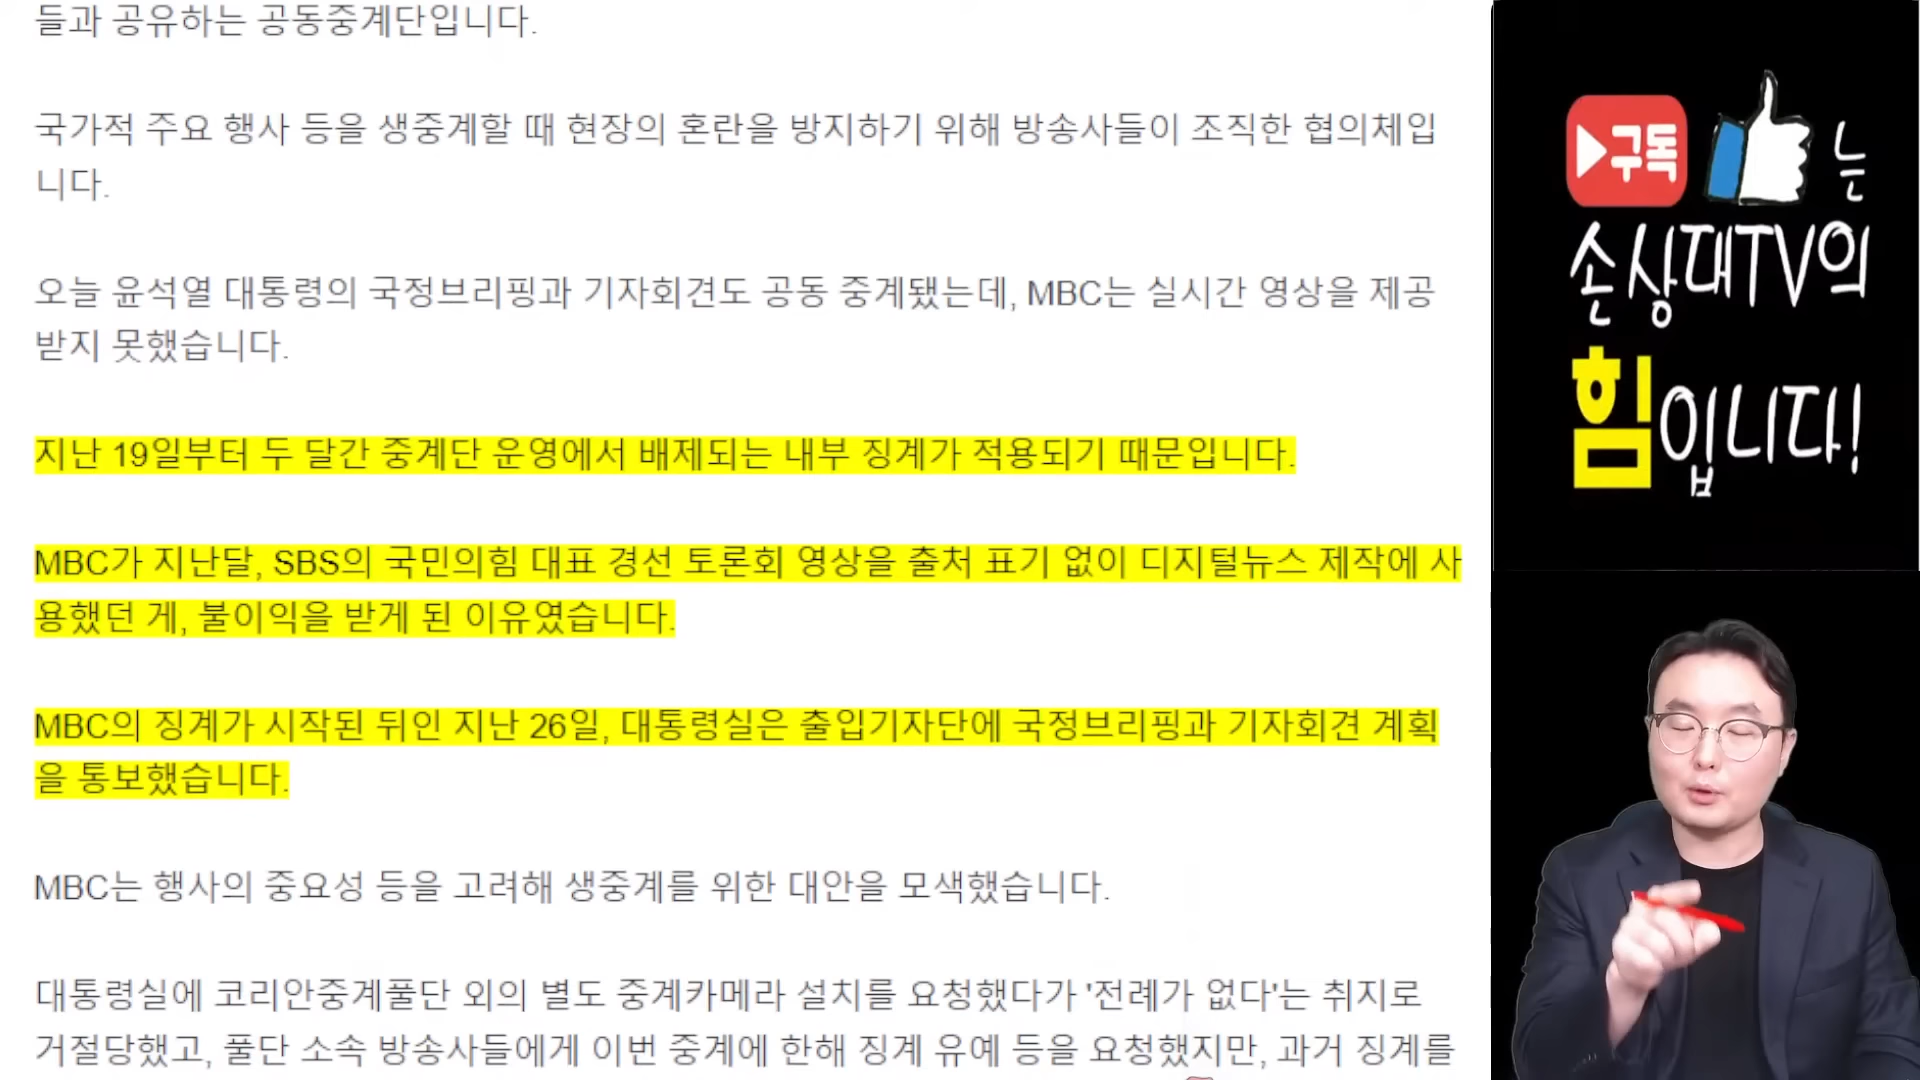 들과 공유하는 공동중계단입니다.
국가적 주요 행사 등을 생중계할 때 현장의 혼란을 방지하기 위해 방송사들이 조직한 협의체입
니다.
오늘 윤석열 대통령의 국정브리핑과 기자회견도 공동 중계됐는데, MBC는 실시간 영상을 제공
받지 못했습니다.
지난 19일부터 두 달간 중계단 운영에서 배제되는 내부 징계가 적용되기 때문입니다.
MBC가 지난달, SBS의 국민의힘 대표 경선 토론회 영상을 출처 표기 없이 디지털뉴스 제작에 사
용했던 게, 불이익을 받게 된 이유였습니다.
MBC의 징계가 시작된 뒤인 지난 26일, 대통령실은 출입기자단에 국정브리핑과 기자회견 계획
을 통보했습니다.
MBC는 행사의 중요성 등을 고려해 생중계를 위한 대안을 모색했습니다.
대통령실에 코리안중계풀단 외의 별도 중계카메라 설치를 요청했다가 '전례가 없다'는 취지로
거절당했고, 풀단 소속 방송사들에게 이번 중계에 한해 징계 유예 등을 요청했지만, 과거 징계를
구독 는
손상대TV의
힘입니다!